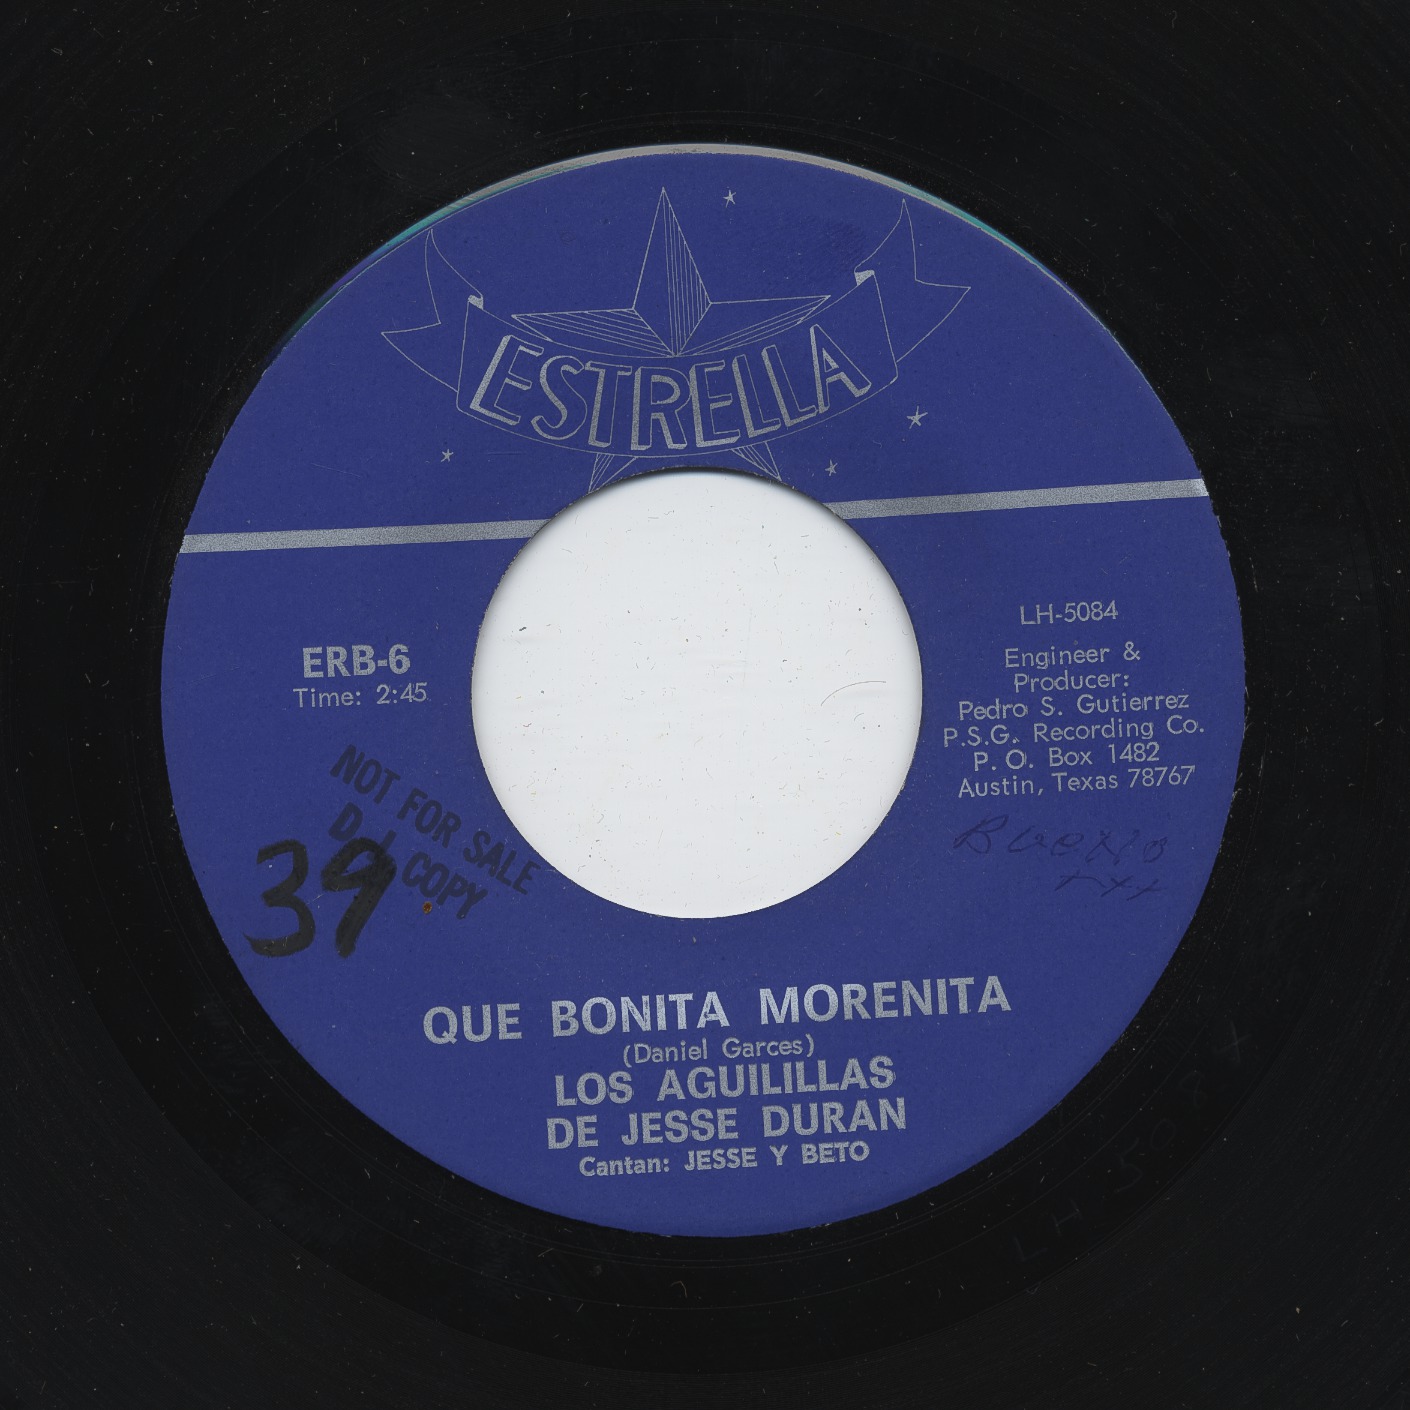 ESTRELLA
ERB-6
Time: 2:45
LH-5084
Engineer &
Producer:
Pedro S. Gutierrez
P.S.G. Recording Co.
P. O. Box 1482
Austin, Texas 78767
NOT FOR SALE
D.J. COPY
39
QUE BONITA MORENITA
(Daniel Garces)
LOS AGUILILLAS
DE JESSE DURAN
Cantan: JESSE Y BETO